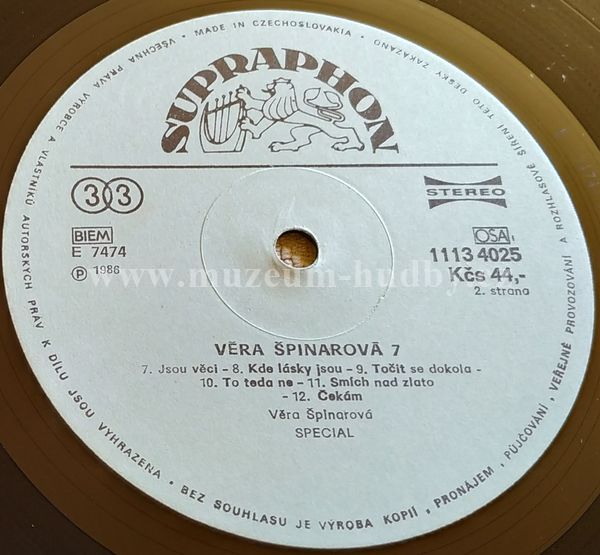 VŠECHNA PRÁVA VÝROBCE A VLASTNÍKŮ AUTORSKÝCH PRÁV K DÍLU JSOU VYHRAZENA • BEZ SOUHLASU JE VÝROBA KOPIÍ, PRONÁJEM, PŮJČOVÁNÍ, VEŘEJNÉ PROVOZOVÁNÍ A ROZHLASOVÉ ŠÍŘENÍ TÉTO DESKY ZAKÁZÁNO • MADE IN CZECHOSLOVAKIA •
SUPRAPHON
33
STEREO
BIEM
OSA
E 7474
1113 4025
Ⓟ 1986
Kčs 44,-
2. strana
www.muzeum-hudby
VĚRA ŠPINAROVÁ 7
7. Jsou věci - 8. Kde lásky jsou - 9. Točit se dokola -
10. To teda ne - 11. Smích nad zlato
- 12. Čekám
Věra Špinarová
SPECIAL